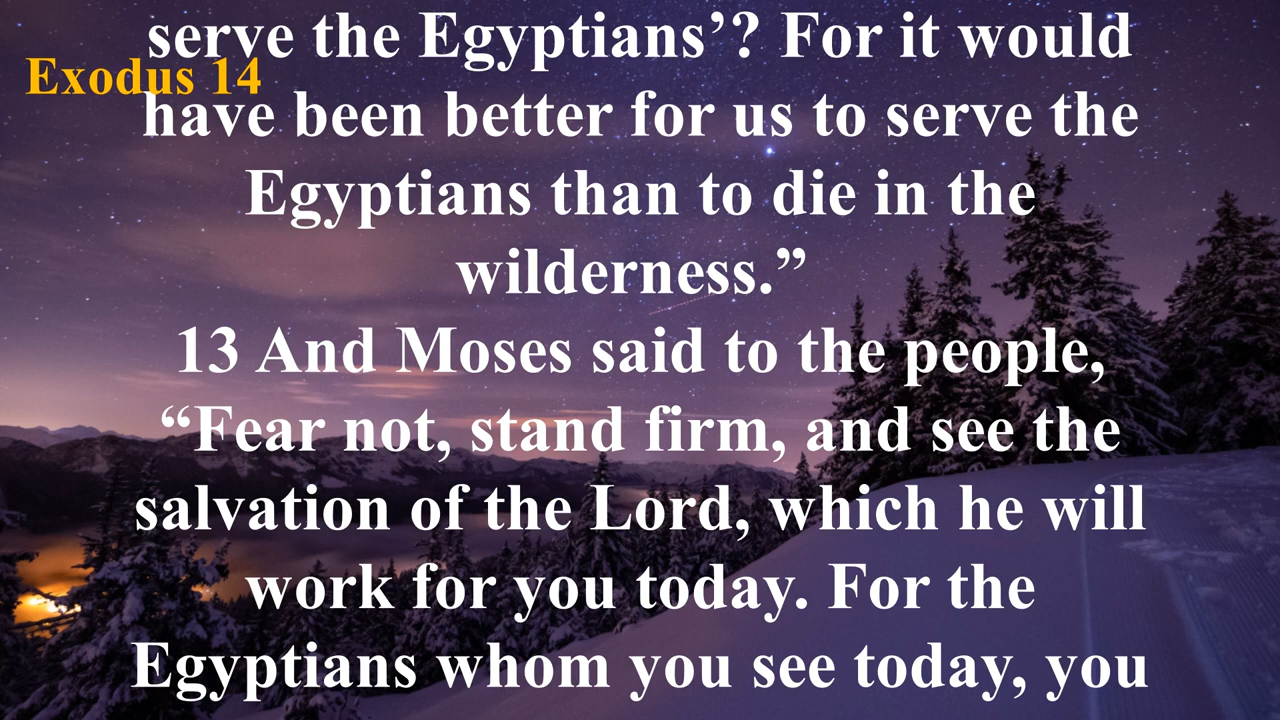 serve the Egyptians’? For it would
Exodus 14
have been better for us to serve the
Egyptians than to die in the
wilderness.”
13 And Moses said to the people,
“Fear not, stand firm, and see the
salvation of the Lord, which he will
work for you today. For the
Egyptians whom you see today, you